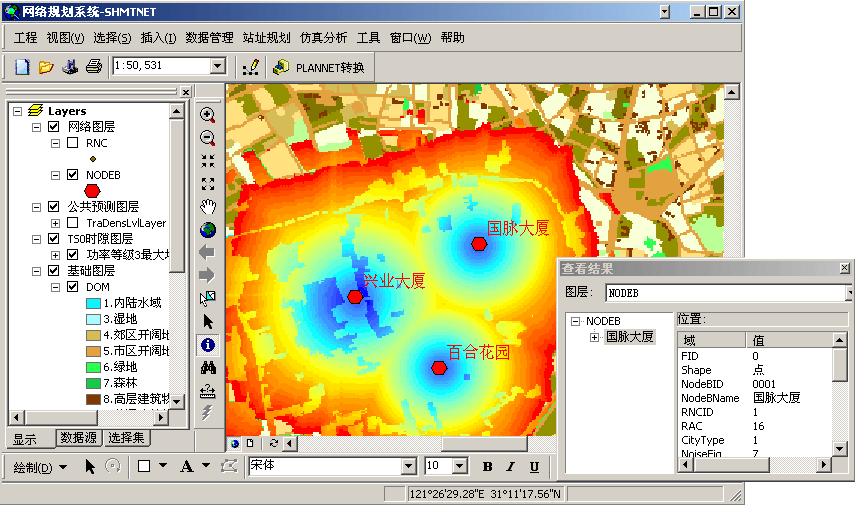 网络规划系统-SHMTNET
工程 视图(V) 选择(S) 插入(I) 数据管理 站址规划 仿真分析 工具 窗口(W) 帮助
1:50,531
PLANNET转换
Layers
网络图层
RNC
NODEB
公共预测图层
TraDensLvlLayer
TS0时隙图层
功率等级3最大
基础图层
DOM
1.内陆水域
3.湿地
4.郊区开阔地
5.市区开阔地
6.绿地
7.森林
8.高层建筑物
显示 数据源 选择集
国脉大厦
兴业大厦
百合花园
查看结果
图层: NODEB
NODEB
国脉大厦
位置:
域 值
FID 0
Shape 点
NodeBID 0001
NodeBName 国脉大厦
RNCID 1
RAC 16
CityType 1
NoiseFig 7
绘制(D) A 宋体 10 B I U
121°26'29.28"E 31°11'17.56"N